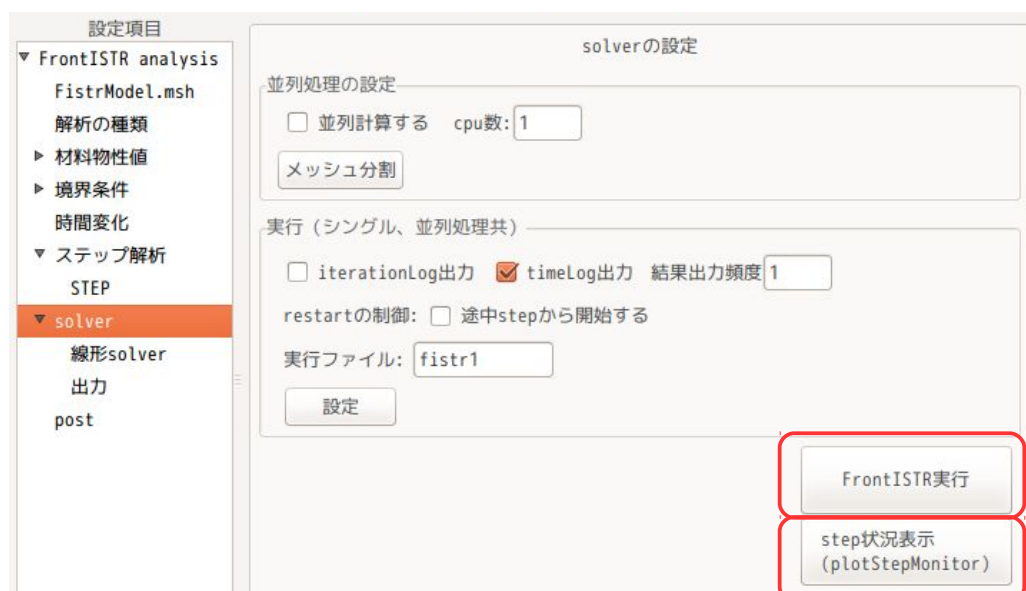 設定項目
FrontISTR analysis
FistrModel.msh
解析の種類
材料物性値
境界条件
時間変化
ステップ解析
STEP
solver
線形solver
出力
post
solverの設定
並列処理の設定
並列計算する cpu数: 1
メッシュ分割
実行（シングル、並列処理共）
iterationLog出力 timeLog出力 結果出力頻度 1
restartの制御: 途中stepから開始する
実行ファイル: fistr1
設定
FrontISTR実行
step状況表示
(plotStepMonitor)